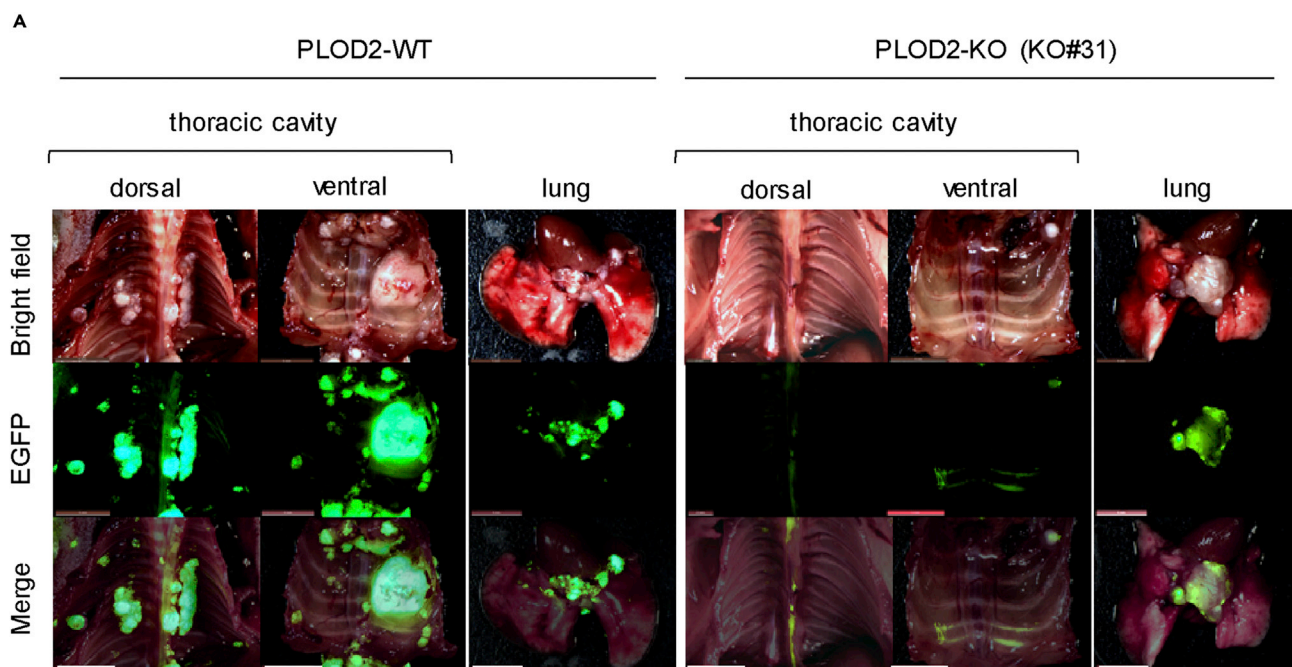 A
PLOD2-WT
PLOD2-KO (KO#31)
thoracic cavity
thoracic cavity
dorsal
ventral
lung
dorsal
ventral
lung
Bright field
EGFP
Merge